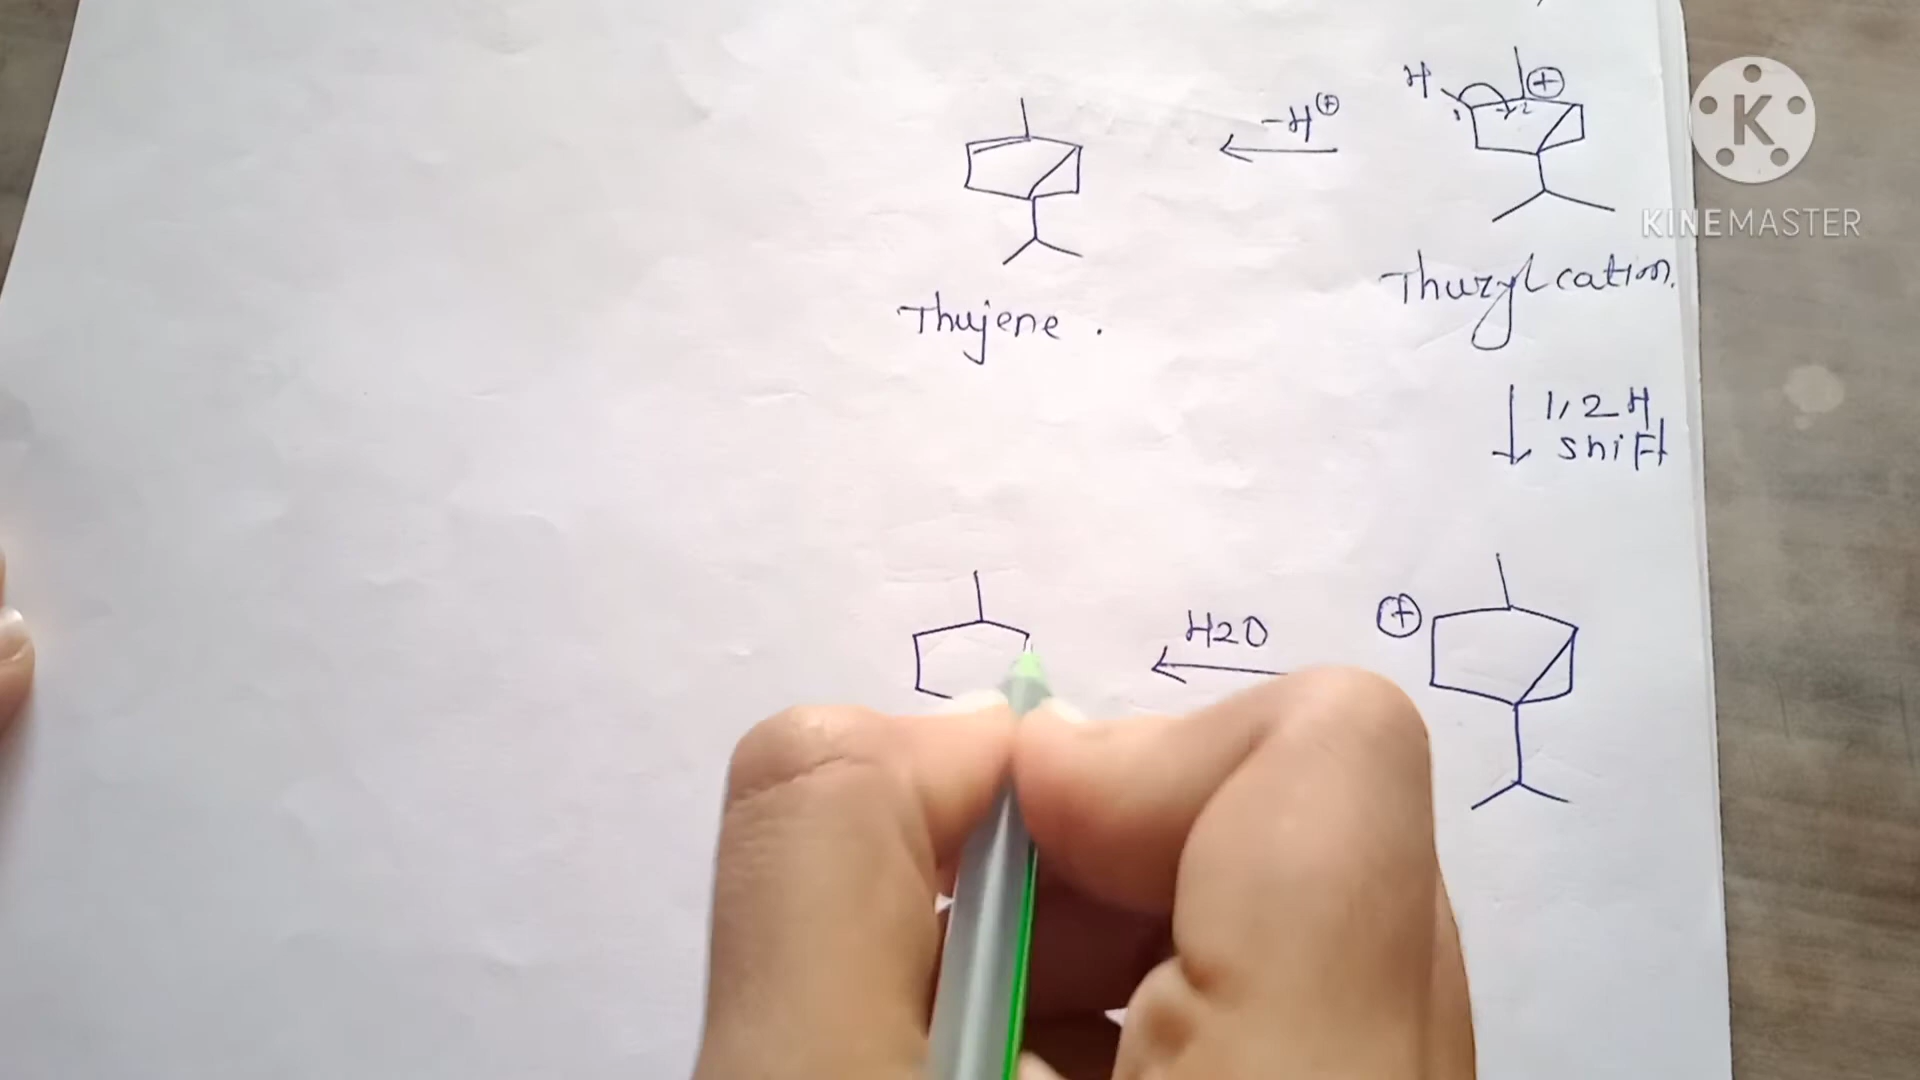 H
1
2
⊕
-H⊕
K
KINEMASTER
Thuzyl cation.
Thujene .
1,2 H
shift
H2O
⊕